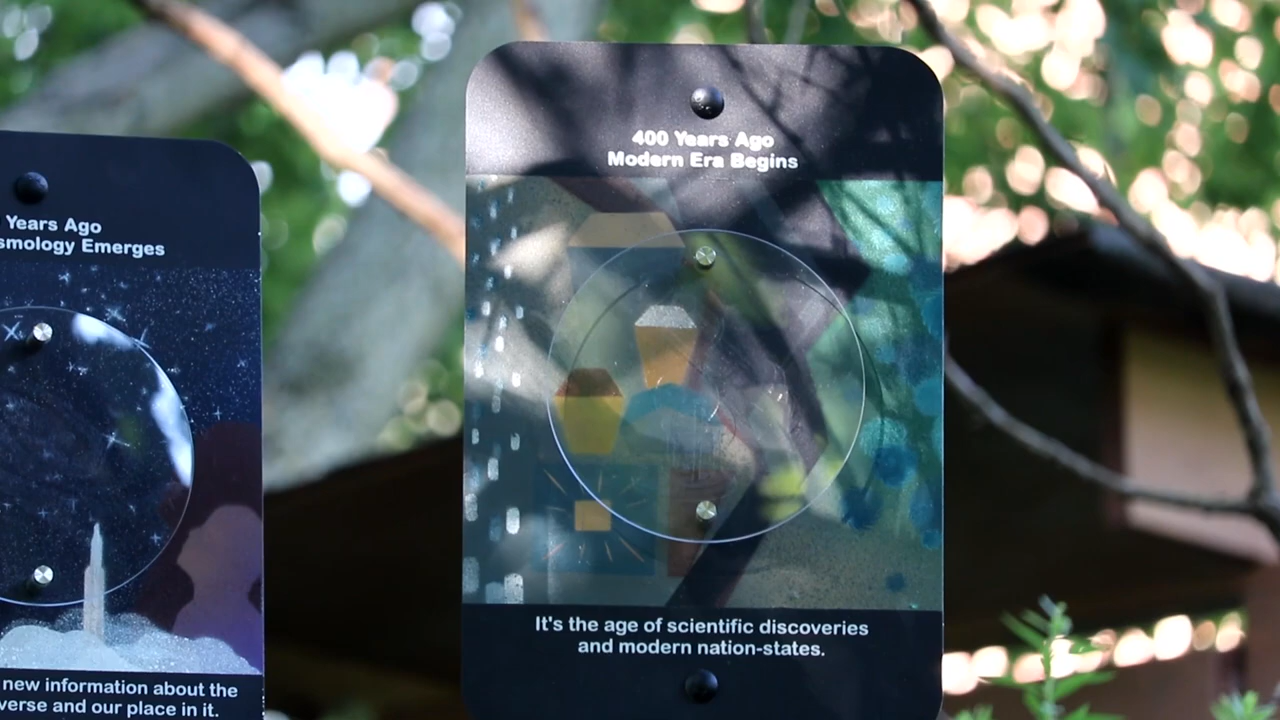 Years Ago
smology Emerges
new information about the
verse and our place in it.
400 Years Ago
Modern Era Begins
It's the age of scientific discoveries
and modern nation-states.